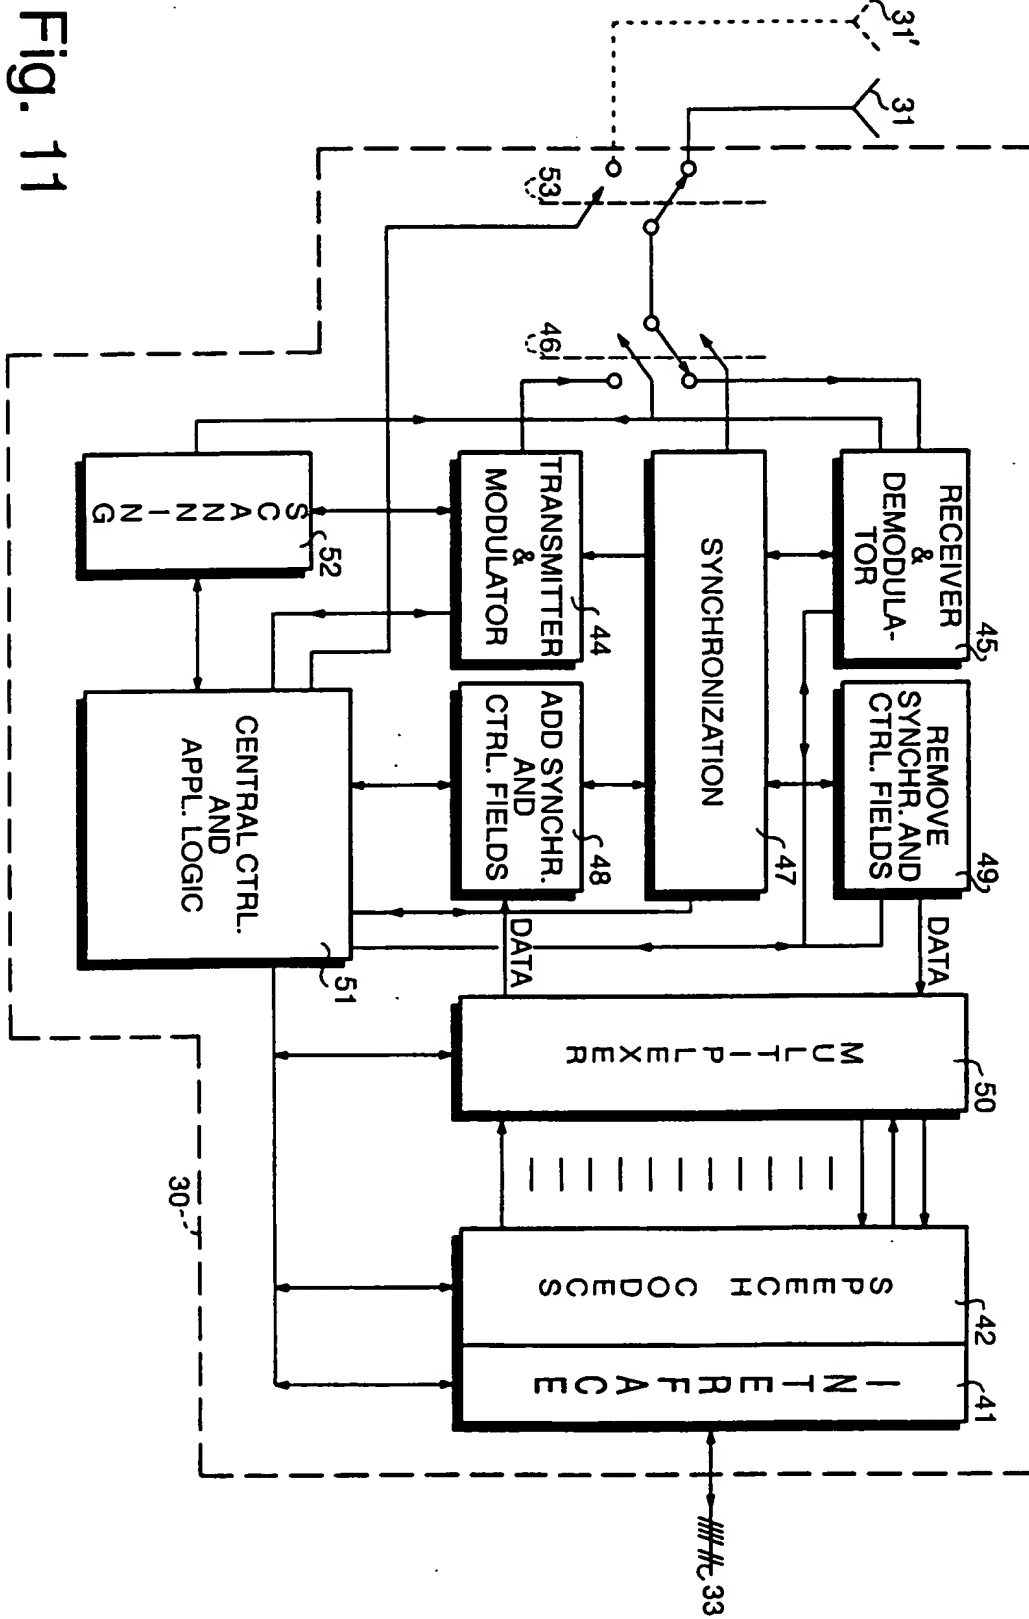 31'
31
53
46
RECEIVER
&
DEMODULA-
TOR
45
REMOVE
SYNCHR. AND
CTRL. FIELDS
49
DATA
SYNCHRONIZATION
47
TRANSMITTER
&
MODULATOR
44
ADD SYNCHR.
AND
CTRL. FIELDS
48
DATA
SCANNING
52
CENTRAL CTRL.
AND
APPL. LOGIC
51
MULTIPLEXER
50
SPEECH CODECS
42
INTERFACE
41
33
30
Fig. 11